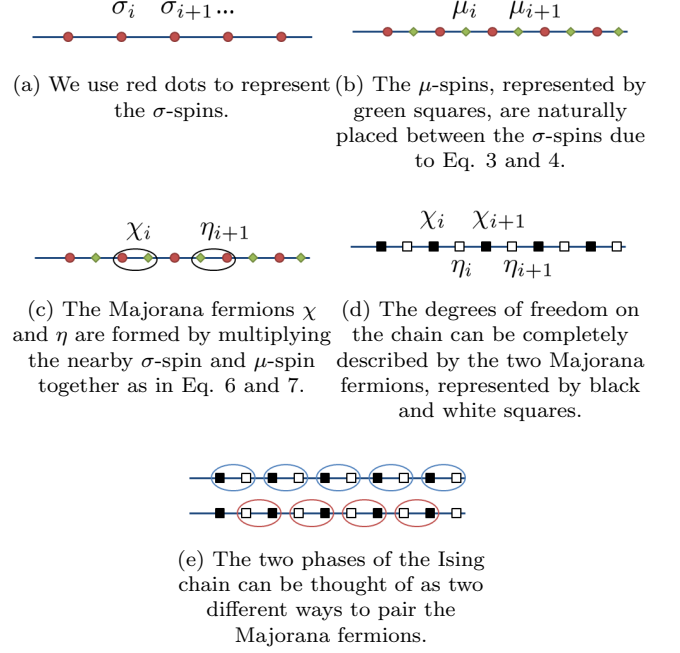 σᵢ σᵢ₊₁ ...
μᵢ μᵢ₊₁
(a) We use red dots to represent
the σ-spins.
(b) The μ-spins, represented by
green squares, are naturally
placed between the σ-spins due
to Eq. 3 and 4.
χᵢ ηᵢ₊₁
(c) The Majorana fermions χ
and η are formed by multiplying
the nearby σ-spin and μ-spin
together as in Eq. 6 and 7.
χᵢ χᵢ₊₁
ηᵢ ηᵢ₊₁
(d) The degrees of freedom on
the chain can be completely
described by the two Majorana
fermions, represented by black
and white squares.
(e) The two phases of the Ising
chain can be thought of as two
different ways to pair the
Majorana fermions.